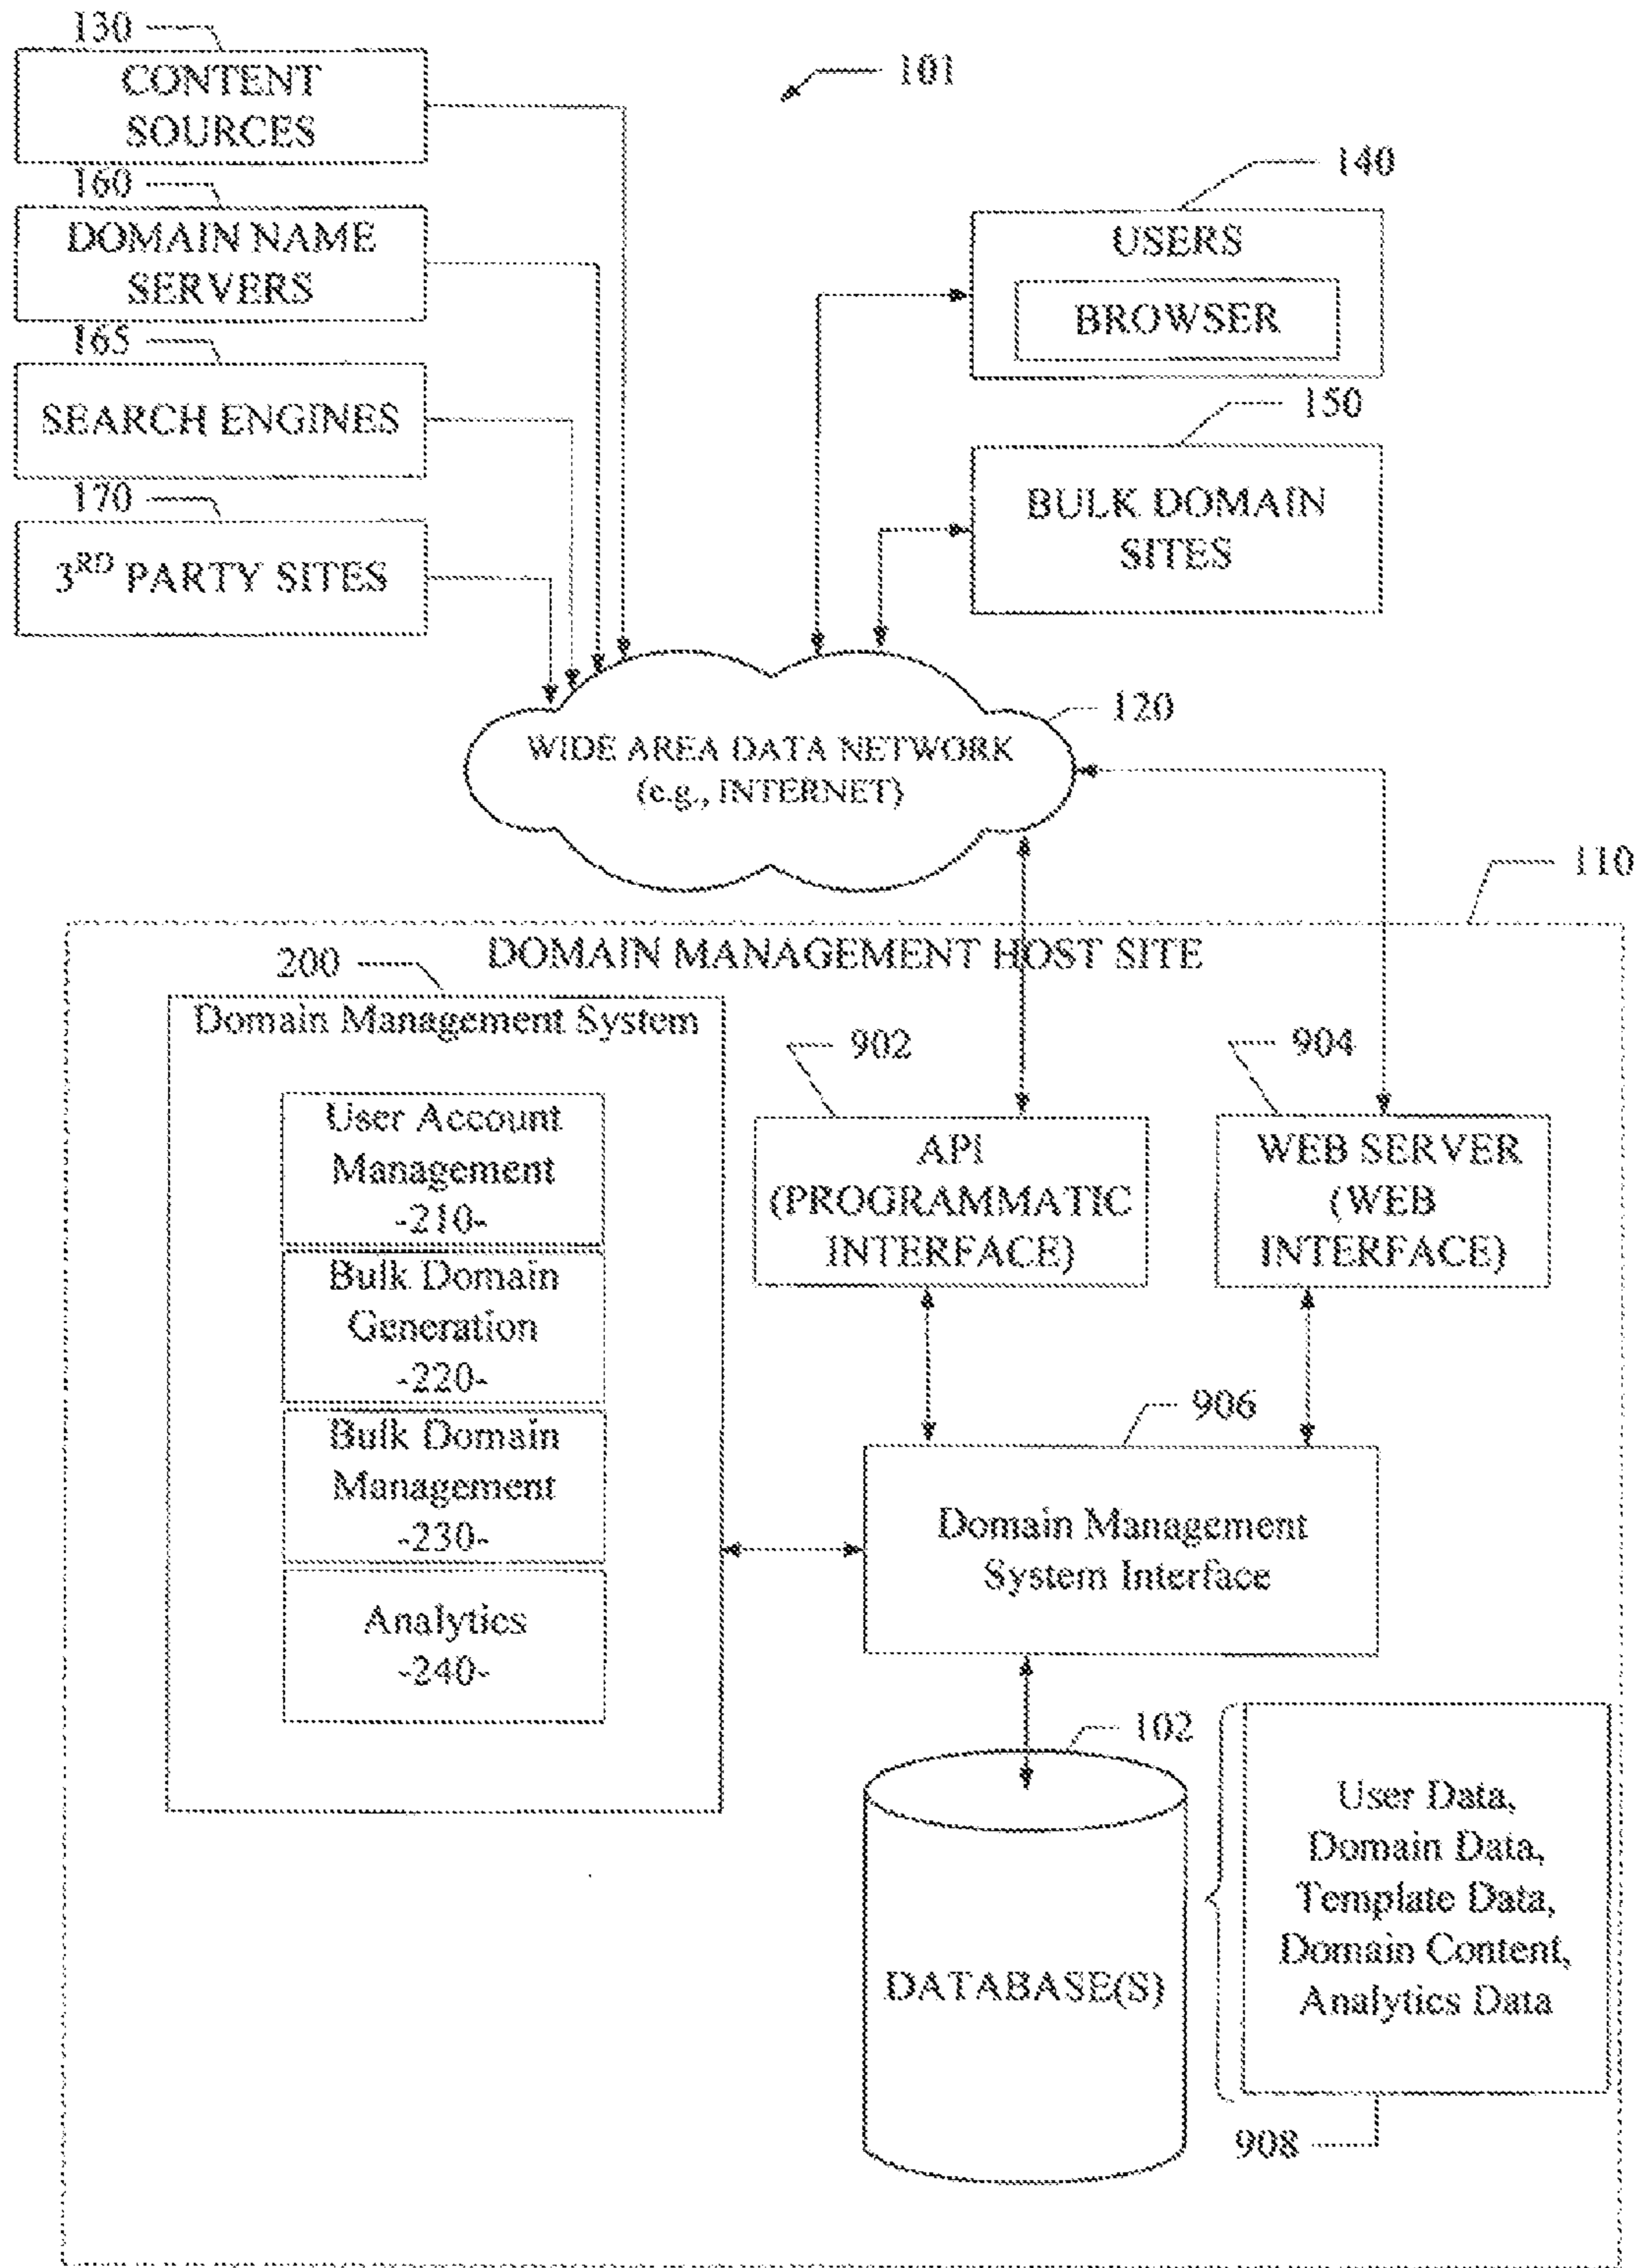 130
CONTENT
SOURCES
101
160
DOMAIN NAME
SERVERS
140
USERS
BROWSER
165
SEARCH ENGINES
150
BULK DOMAIN
SITES
170
3RD PARTY SITES
120
WIDE AREA DATA NETWORK
(e.g., INTERNET)
110
DOMAIN MANAGEMENT HOST SITE
200
Domain Management System
User Account
Management
-210-
Bulk Domain
Generation
-220-
Bulk Domain
Management
-230-
Analytics
-240-
902
API
(PROGRAMMATIC
INTERFACE)
904
WEB SERVER
(WEB
INTERFACE)
906
Domain Management
System Interface
102
DATABASE(S)
User Data,
Domain Data,
Template Data,
Domain Content,
Analytics Data
908